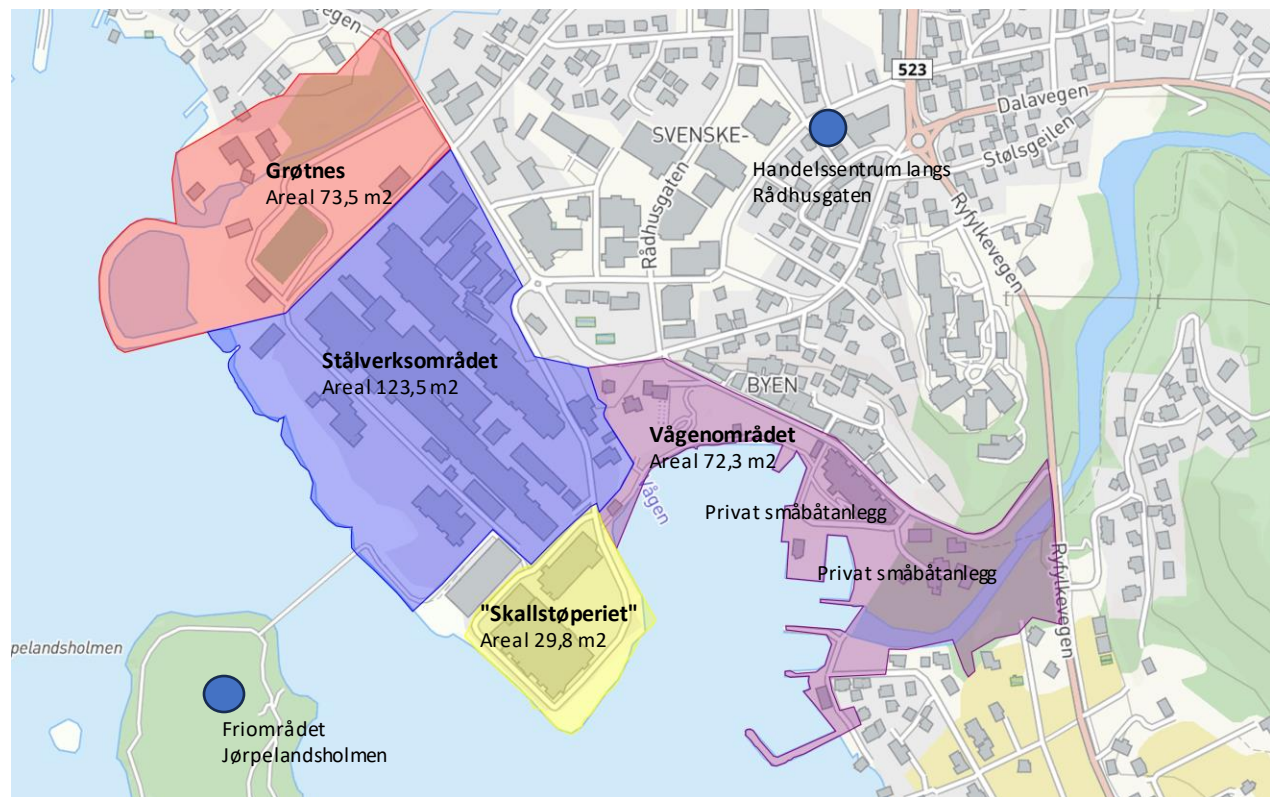 523
Dalavegen
SVENSKE-
Stølsgeilen
Handelssentrum langs
Rådhusgaten
Grøtnes
Areal 73,5 m2
Rådhusgaten
Ryfylkevegen
Stålverksområdet
Areal 123,5 m2
BYEN
Vågenområdet
Areal 72,3 m2
Vågen
Privat småbåtanlegg
Privat småbåtanlegg
Ryfylkevegen
"Skallstøperiet"
Areal 29,8 m2
pelandsholmen
Friområdet
Jørpelandsholmen